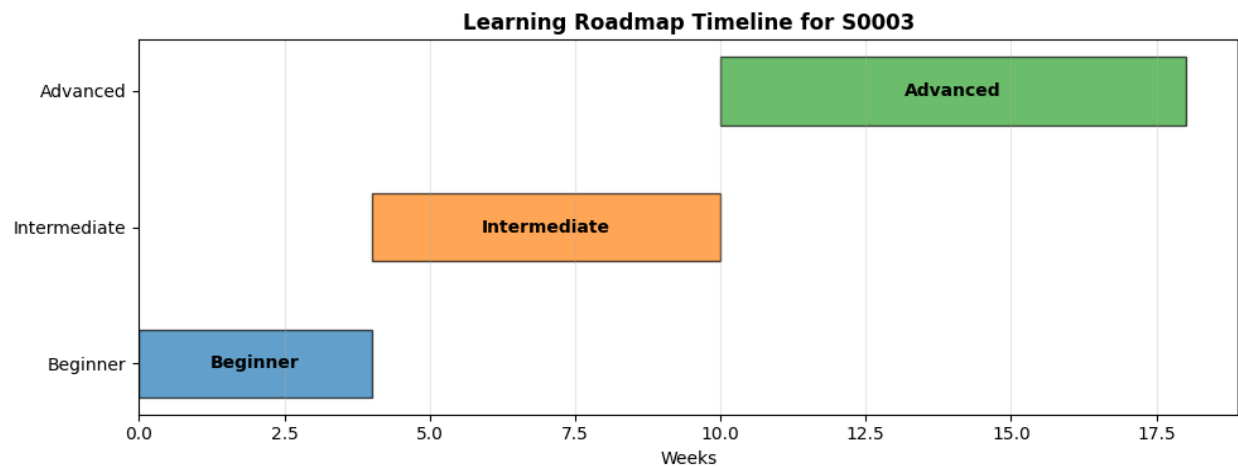 Learning Roadmap Timeline for S0003
Advanced
Advanced
Intermediate
Intermediate
Beginner
Beginner
0.0 2.5 5.0 7.5 10.0 12.5 15.0 17.5
Weeks